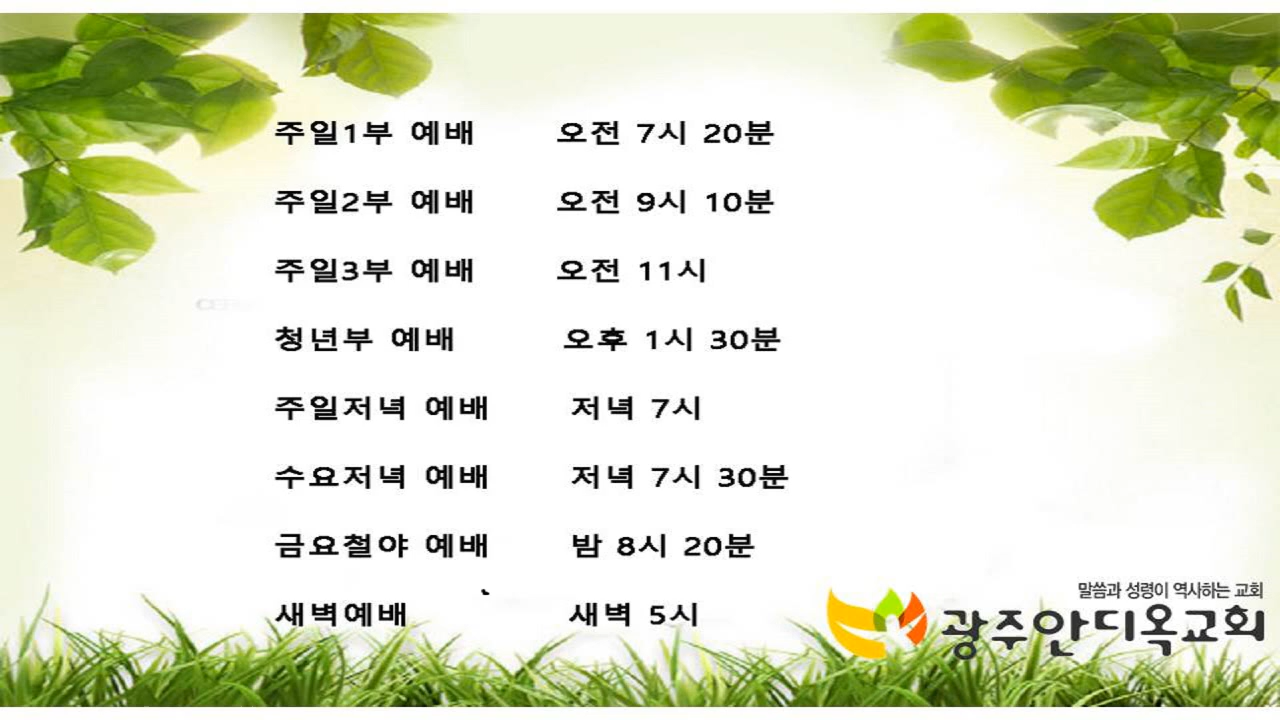 주일1부 예배 오전 7시 20분
주일2부 예배 오전 9시 10분
주일3부 예배 오전 11시
청년부 예배 오후 1시 30분
주일저녁 예배 저녁 7시
수요저녁 예배 저녁 7시 30분
금요철야 예배 밤 8시 20분
새벽예배 새벽 5시
말씀과 성령이 역사하는 교회
광주안디옥교회